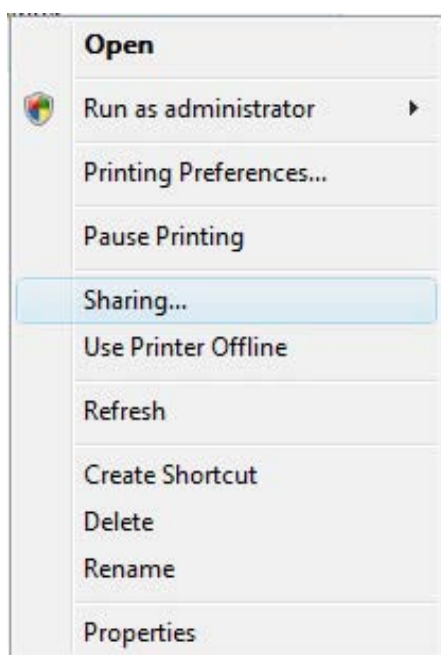 Open
Run as administrator
Printing Preferences...
Pause Printing
Sharing...
Use Printer Offline
Refresh
Create Shortcut
Delete
Rename
Properties